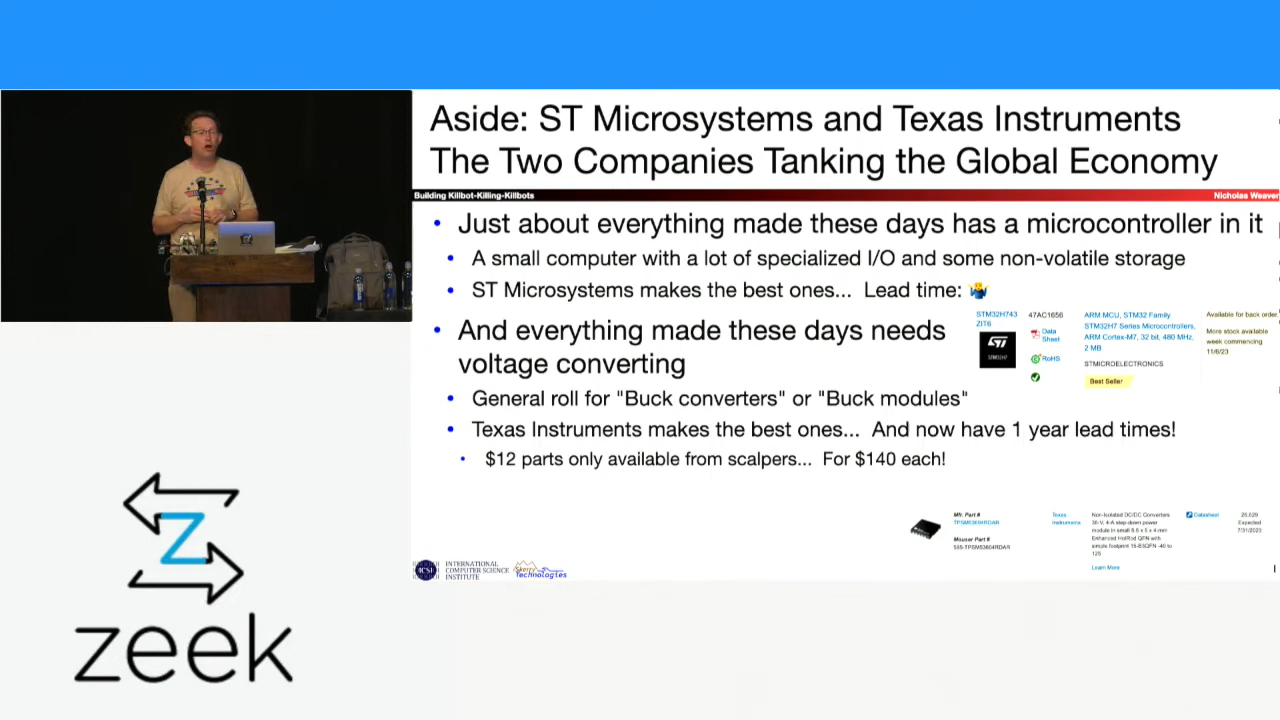 Aside: ST Microsystems and Texas Instruments
The Two Companies Tanking the Global Economy
Building Killbot-Killing-Killbots
Nicholas Weaver
• Just about everything made these days has a microcontroller in it
• A small computer with a lot of specialized I/O and some non-volatile storage
• ST Microsystems makes the best ones... Lead time: 🤷‍♂️
STM32H743
ZIT6
47AC1656
Data
Sheet
RoHS
ARM MCU, STM32 Family
STM32H7 Series Microcontrollers,
ARM Cortex-M7, 32 bit, 480 MHz,
2 MB
STMICROELECTRONICS
Best Seller
Available for back order.
More stock available
week commencing
11/6/23
ST
STM32H7
• And everything made these days needs
voltage converting
• General roll for "Buck converters" or "Buck modules"
• Texas Instruments makes the best ones... And now have 1 year lead times!
• $12 parts only available from scalpers... For $140 each!
Mfr. Part #
TPSM53604RDAR
Mouser Part #
595-TPSM53604RDAR
Texas
Instruments
Non-Isolated DC/DC Converters
36-V, 4-A step-down power
module in small 5.5 x 5 x 4-mm
Enhanced HotRod QFN with
simple footprint 15-B3QFN -40 to
125
Learn More
Datasheet
Expected
7/31/2023
ICSI
INTERNATIONAL
COMPUTER SCIENCE
INSTITUTE
Skerry
Technologies
Z
zeek